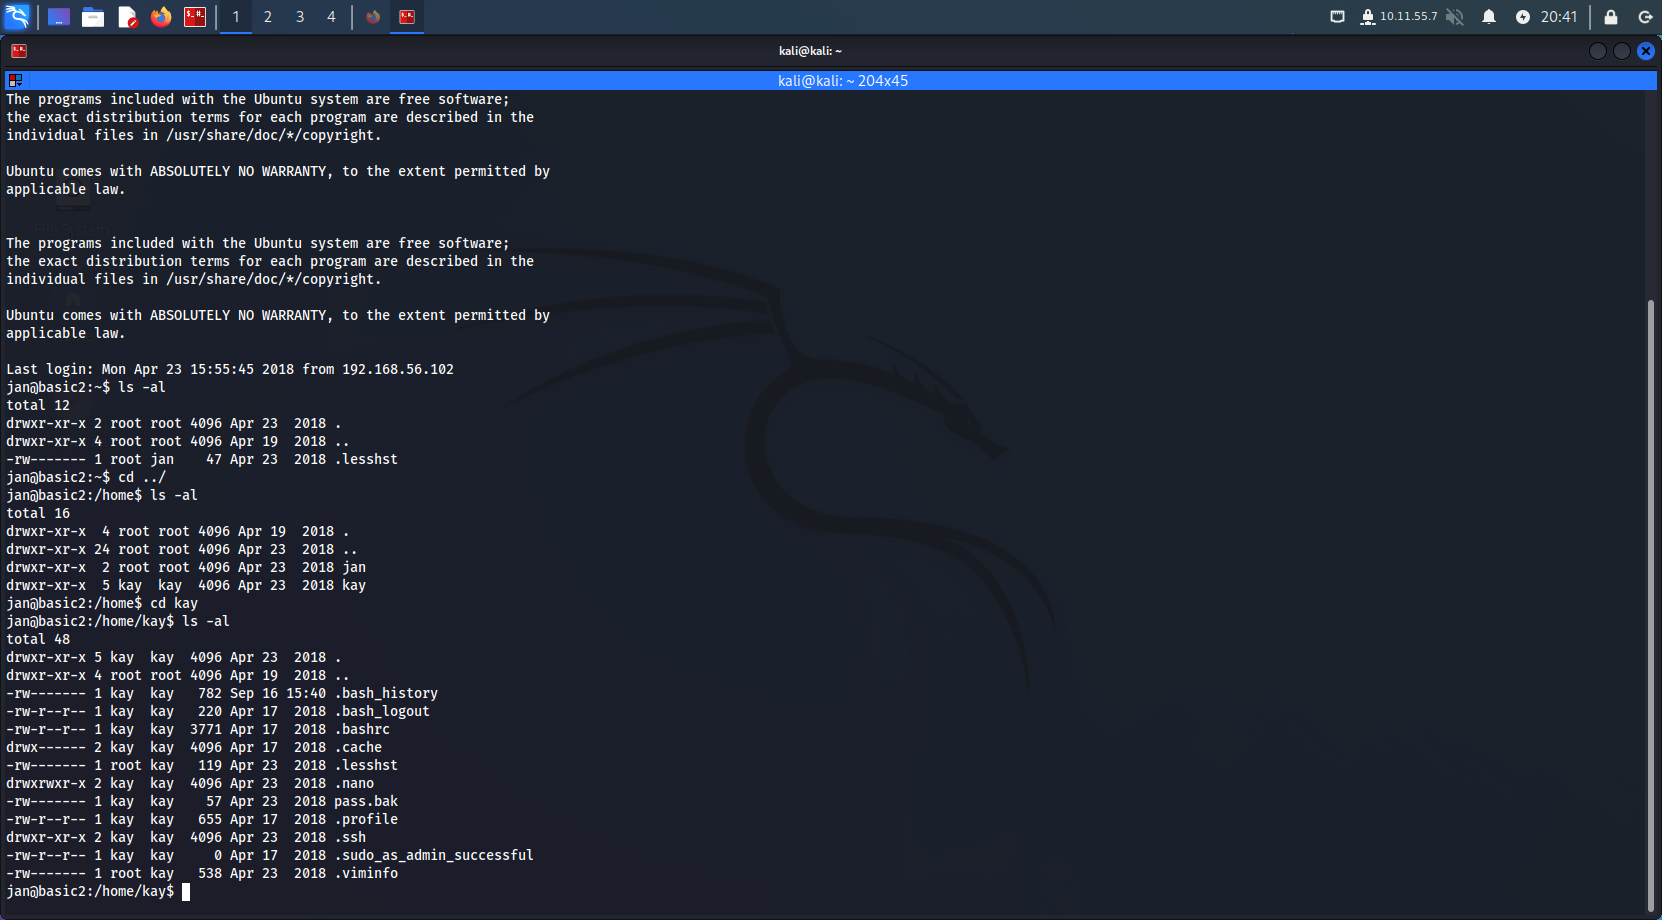 1 2 3 4 10.11.55.7 20:41
kali@kali: ~
kali@kali: ~ 204x45
The programs included with the Ubuntu system are free software;
the exact distribution terms for each program are described in the
individual files in /usr/share/doc/*/copyright.
Ubuntu comes with ABSOLUTELY NO WARRANTY, to the extent permitted by
applicable law.
The programs included with the Ubuntu system are free software;
the exact distribution terms for each program are described in the
individual files in /usr/share/doc/*/copyright.
Ubuntu comes with ABSOLUTELY NO WARRANTY, to the extent permitted by
applicable law.
Last login: Mon Apr 23 15:55:45 2018 from 192.168.56.102
jan@basic2:~$ ls -al
total 12
drwxr-xr-x 2 root root 4096 Apr 23  2018 .
drwxr-xr-x 4 root root 4096 Apr 19  2018 ..
-rw------- 1 root jan    47 Apr 23  2018 .lesshst
jan@basic2:~$ cd ../
jan@basic2:/home$ ls -al
total 16
drwxr-xr-x  4 root root 4096 Apr 19  2018 .
drwxr-xr-x 24 root root 4096 Apr 23  2018 ..
drwxr-xr-x  2 root root 4096 Apr 23  2018 jan
drwxr-xr-x  5 kay  kay  4096 Apr 23  2018 kay
jan@basic2:/home$ cd kay
jan@basic2:/home/kay$ ls -al
total 48
drwxr-xr-x 5 kay  kay  4096 Apr 23  2018 .
drwxr-xr-x 4 root root 4096 Apr 19  2018 ..
-rw------- 1 kay  kay   782 Sep 16 15:40 .bash_history
-rw-r--r-- 1 kay  kay   220 Apr 17  2018 .bash_logout
-rw-r--r-- 1 kay  kay  3771 Apr 17  2018 .bashrc
drwx------ 2 kay  kay  4096 Apr 17  2018 .cache
-rw------- 1 root kay   119 Apr 23  2018 .lesshst
drwxrwxr-x 2 kay  kay  4096 Apr 23  2018 .nano
-rw------- 1 kay  kay    57 Apr 23  2018 pass.bak
-rw-r--r-- 1 kay  kay   655 Apr 17  2018 .profile
drwxr-xr-x 2 kay  kay  4096 Apr 23  2018 .ssh
-rw-r--r-- 1 kay  kay     0 Apr 17  2018 .sudo_as_admin_successful
-rw------- 1 root kay   538 Apr 23  2018 .viminfo
jan@basic2:/home/kay$